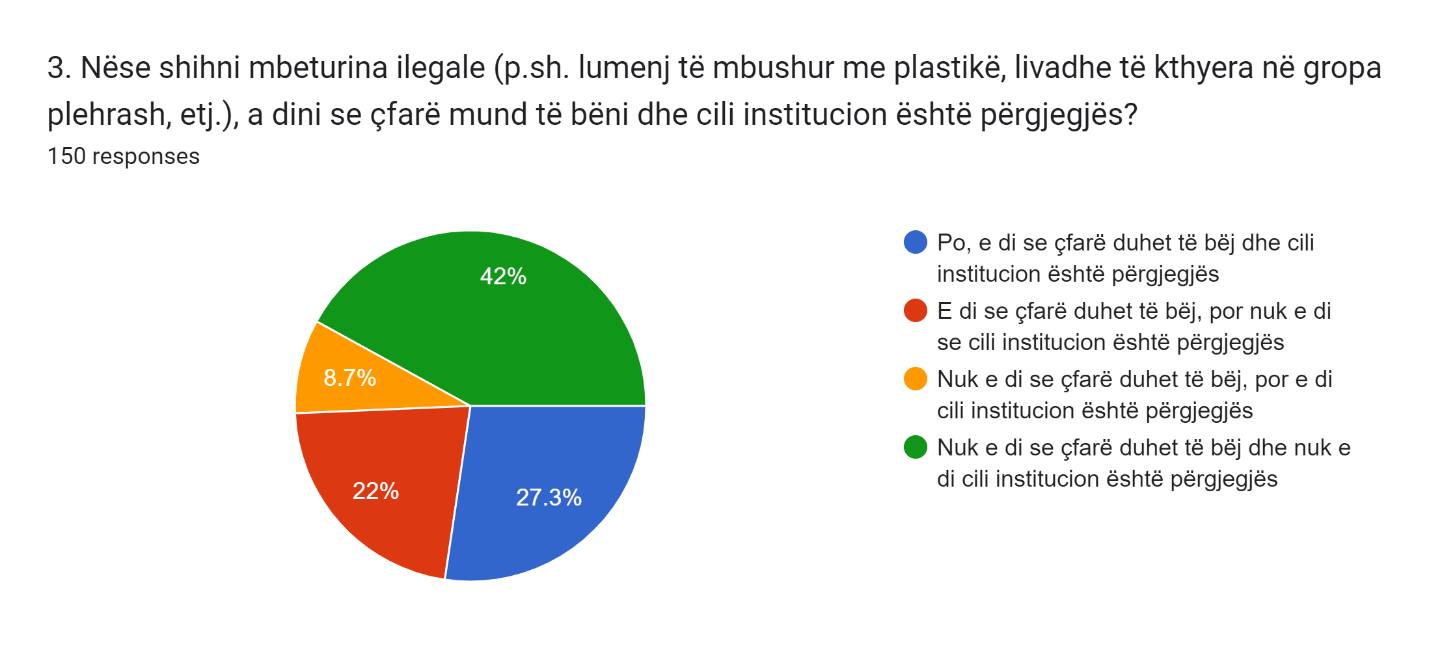 3. Nëse shihni mbeturina ilegale (p.sh. lumenj të mbushur me plastikë, livadhe të kthyera në gropa
plehrash, etj.), a dini se çfarë mund të bëni dhe cili institucion është përgjegjës?
150 responses
42%
8.7%
22%
27.3%
Po, e di se çfarë duhet të bëj dhe cili
institucion është përgjegjës
E di se çfarë duhet të bëj, por nuk e di
se cili institucion është përgjegjës
Nuk e di se çfarë duhet të bëj, por e di
cili institucion është përgjegjës
Nuk e di se çfarë duhet të bëj dhe nuk e
di cili institucion është përgjegjës